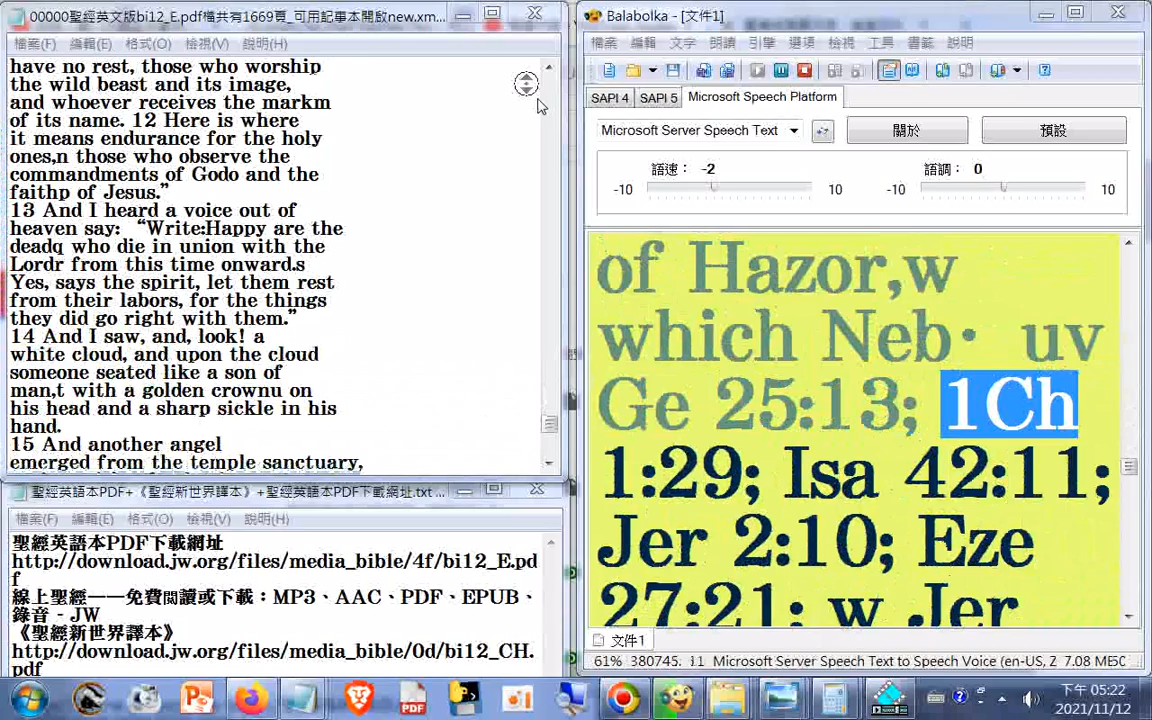 00000聖經英文版bi12_E.pdf檔共有1669頁_可用記事本開啟new.xm...
檔案(F) 編輯(E) 格式(O) 檢視(V) 說明(H)
have no rest, those who worship
the wild beast and its image,
and whoever receives the markm
of its name. 12 Here is where
it means endurance for the holy
ones,n those who observe the
commandments of Godo and the
faithp of Jesus.”
13 And I heard a voice out of
heaven say: “Write:Happy are the
deadq who die in union with the
Lordr from this time onward.s
Yes, says the spirit, let them rest
from their labors, for the things
they did go right with them.”
14 And I saw, and, look! a
white cloud, and upon the cloud
someone seated like a son of
man,t with a golden crownu on
his head and a sharp sickle in his
hand.
15 And another angel
emerged from the temple sanctuary,
聖經英語本PDF+《聖經新世界譯本》+聖經英語本PDF下載網址.txt ...
檔案(F) 編輯(E) 格式(O) 檢視(V) 說明(H)
聖經英語本PDF下載網址
http://download.jw.org/files/media_bible/4f/bi12_E.pd
f
線上聖經——免費閱讀或下載：MP3、AAC、PDF、EPUB、
錄音 - JW
《聖經新世界譯本》
http://download.jw.org/files/media_bible/0d/bi12_CH.
pdf
Balabolka - [文件1]
檔案 編輯 文字 朗讀 引擎 選項 檢視 工具 書籤 說明
SAPI 4 SAPI 5 Microsoft Speech Platform
Microsoft Server Speech Text 關於 預設
語速： -2 語調： 0
-10 10 -10 10
of Hazor,w
which Neb· uv
Ge 25:13; 1Ch
1:29; Isa 42:11;
Jer 2:10; Eze
27:21; w Jer
文件1
61% 380745. Microsoft Server Speech Text to Speech Voice (en-US, Z 7.08 МБ
PDF
下午 05:22
2021/11/12